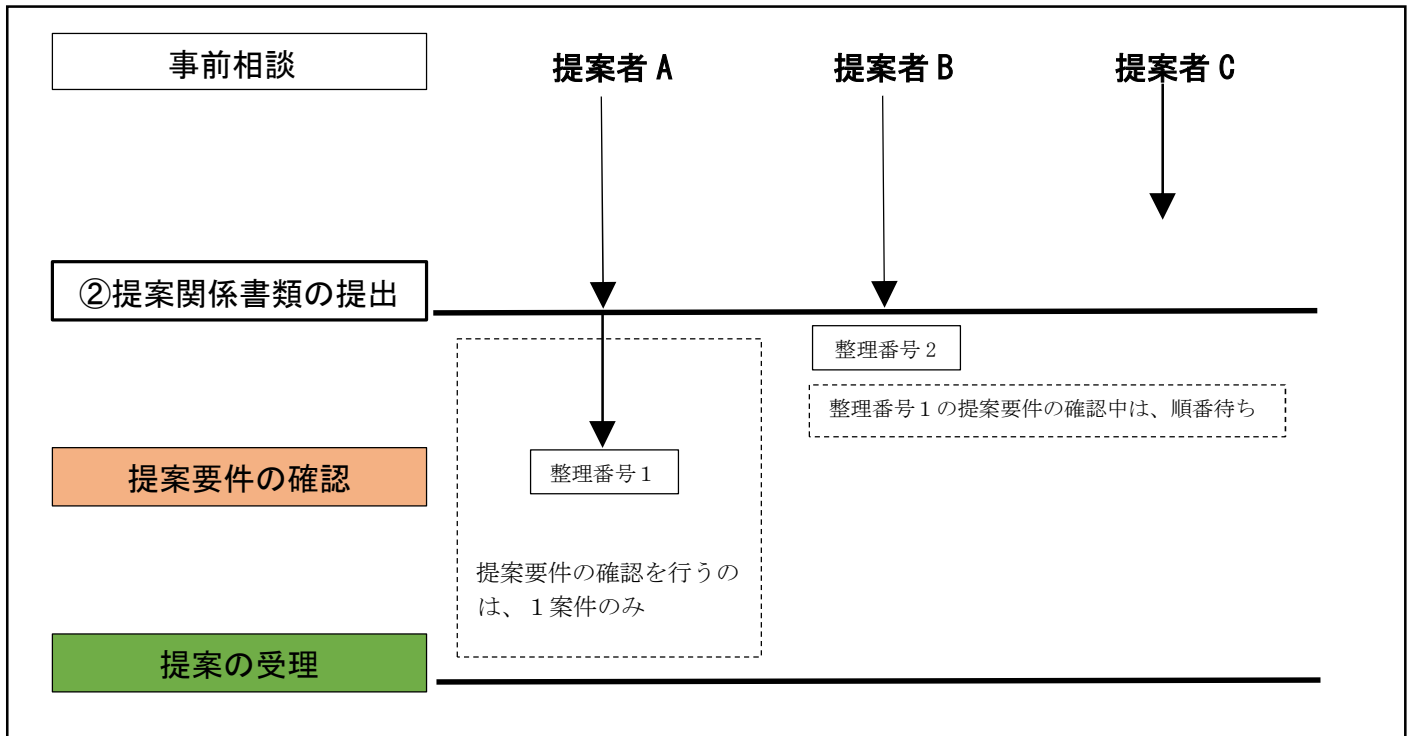 事前相談
提案者 A
提案者 B
提案者 C
②提案関係書類の提出
整理番号２
整理番号１の提案要件の確認中は、順番待ち
提案要件の確認
整理番号１
提案要件の確認を行うの
は、１案件のみ
提案の受理